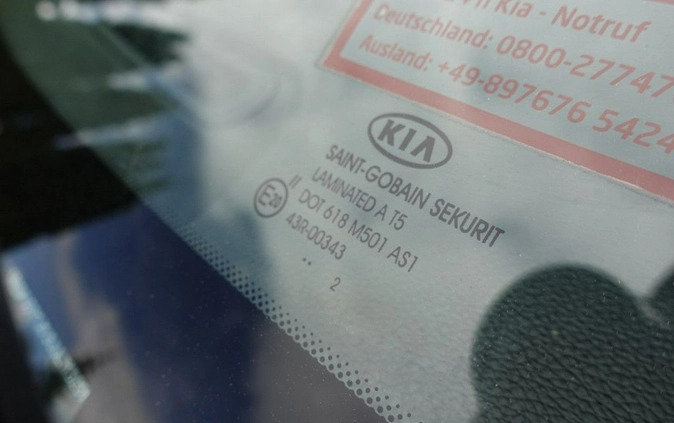 Kia - Notruf
Deutschland: 0800-27747
Ausland: +49-897676 5424
KIA
SAINT-GOBAIN SEKURIT
LAMINATED A T5
II DOT 618 M501 AS1
E20
43R-00343
.. 2